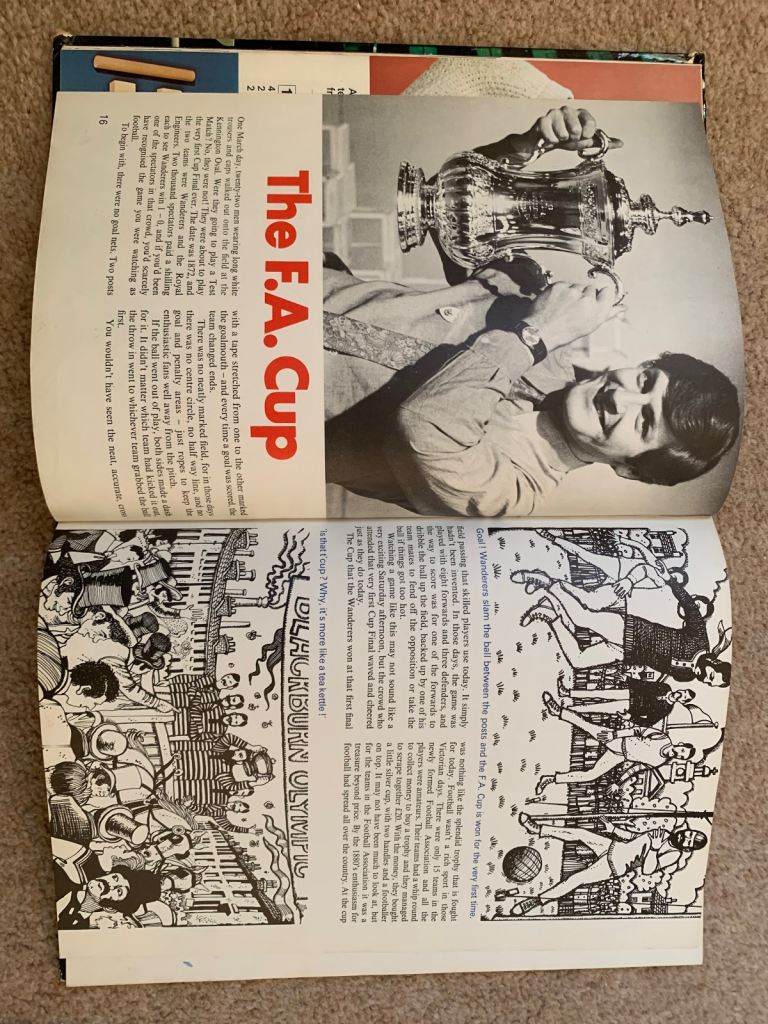 The F.A. Cup
One March day, twenty-two men wearing long white
trousers and caps walked out onto the field at the
Kennington Oval. Were they going to play a Test
Match? No, they were not! They were about to play
the very first Cup Final ever. The date was 1872, and
the two teams were Wanderers and the Royal
Engineers. Two thousand spectators paid a shilling
each to see Wanderers win 1 – 0, and if you'd been
one of the spectators in that crowd, you'd scarcely
have recognised the game you were watching as
football.
To begin with, there were no goal nets. Two posts
with a tape stretched from one to the other marked
the goalmouth – and every time a goal was scored, the
team changed ends.
There was no neatly marked field, for in those days
there was no centre circle, no half way line, and no
goal and penalty areas – just ropes to keep the
enthusiastic fans well away from the pitch.
If the ball went out of play, both sides made a dash
for it. It didn't matter which team had kicked it out,
the throw in went to whichever team grabbed the ball
first.
You wouldn't have seen the neat, accurate, cross
16
Goal! Wanderers slam the ball between the posts and the F.A. Cup is won for the very first time.
field passing that skilled players use today. It simply
hadn't been invented. In those days, the game was
played with eight forwards and three defenders, and
the way to score was for one of the forwards to
dribble the ball up the field, backed up by one of his
team mates to fend off the opposition or take the
ball if things got too hot.
Watching a game like this may not sound like a
very exciting Saturday afternoon, but the crowd who
attended that very first Cup Final waved and cheered
just as they do today.
The Cup that the Wanderers won at that first final
was nothing like the splendid trophy that is fought
for today. Football wasn't a rich sport in those
Victorian days. There were only 15 teams in the
newly formed Football Association and all the
players were amateurs. Their teams had a whip round
to collect money to buy a trophy and they managed
to scrape together £20. With the money, they bought
a little silver cup, with two handles and a footballer
on top. It may not have been much to look at, but
for the teams in the Football Association it was a
treasure beyond price. By the 1880's enthusiasm for
football had spread all over the country. At the cup
'Is that t'cup? Why, it's more like a tea kettle!'
BLACKBURN OLYMPIC